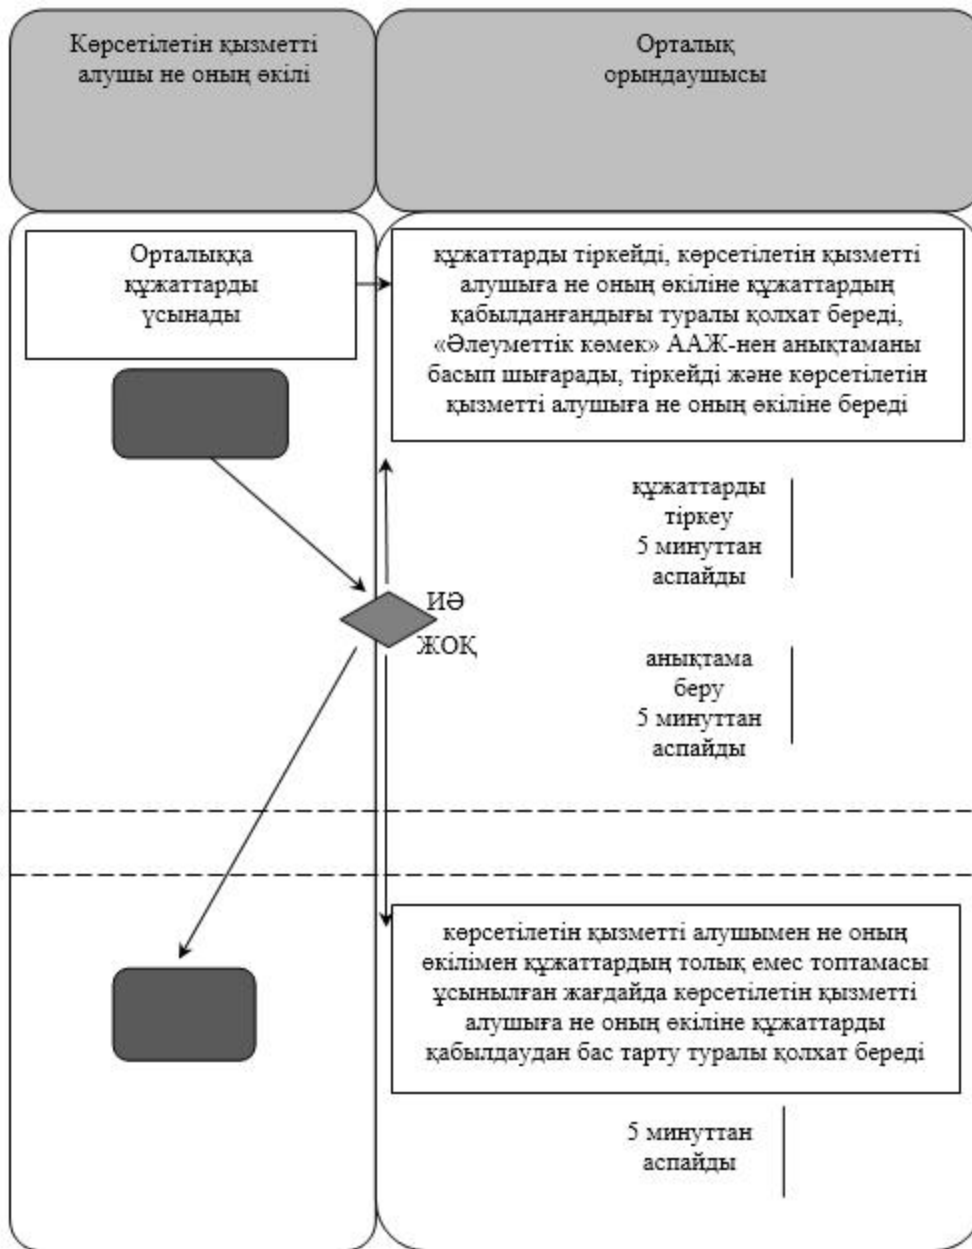 Көрсетілетін қызметті
алушы не оның өкілі
Орталық
орындаушысы
Орталыққа
құжаттарды
ұсынады
құжаттарды тіркейді, көрсетілетін қызметті
алушыға не оның өкіліне құжаттардың
қабылданғандығы туралы қолхат береді,
«Әлеуметтік көмек» ААЖ-нен анықтаманы
басып шығарады, тіркейді және көрсетілетін
қызметті алушыға не оның өкіліне береді
құжаттарды
тіркеу
5 минуттан
аспайды
ИӘ
ЖОҚ
анықтама
беру
5 минуттан
аспайды
көрсетілетін қызметті алушымен не оның
өкілімен құжаттардың толық емес топтамасы
ұсынылған жағдайда көрсетілетін қызметті
алушыға не оның өкіліне құжаттарды
қабылдаудан бас тарту туралы қолхат береді
5 минуттан
аспайды